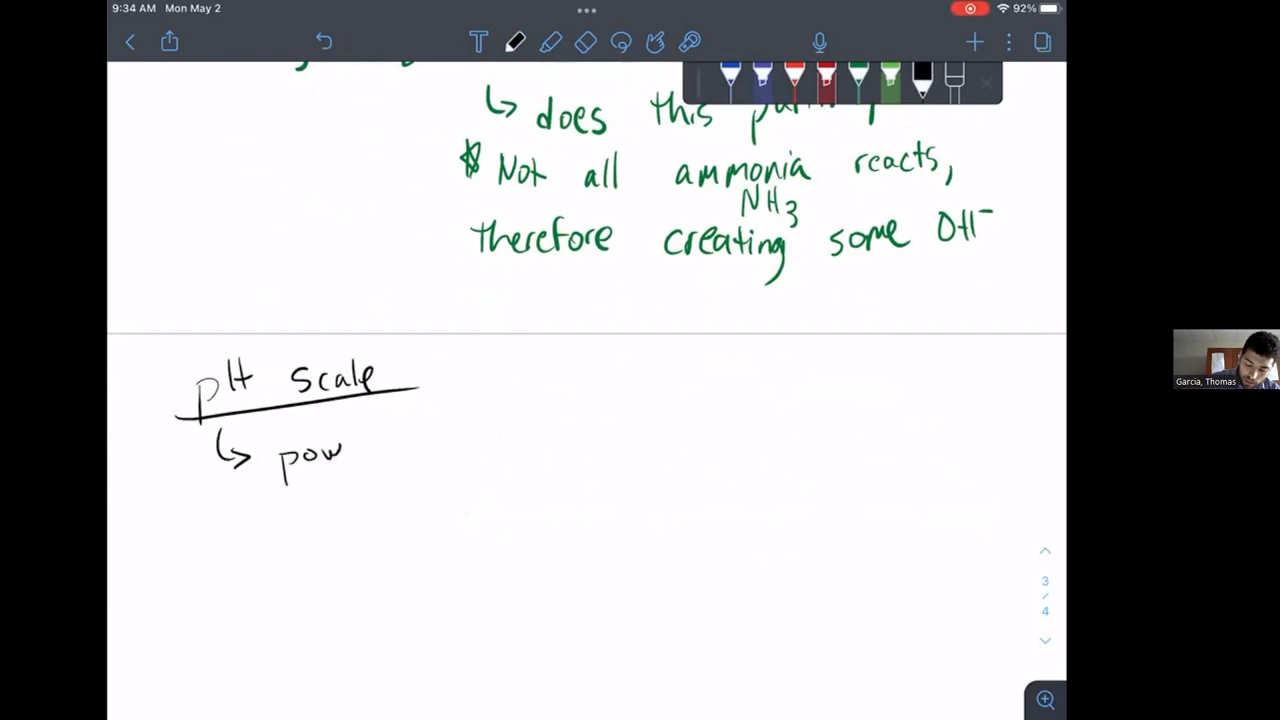 9:34 AM Mon May 2
92%
does this
* Not all ammonia reacts,
NH3
therefore creating some OH⁻
pH scale
↳ pow
3
/
4
Garcia, Thomas